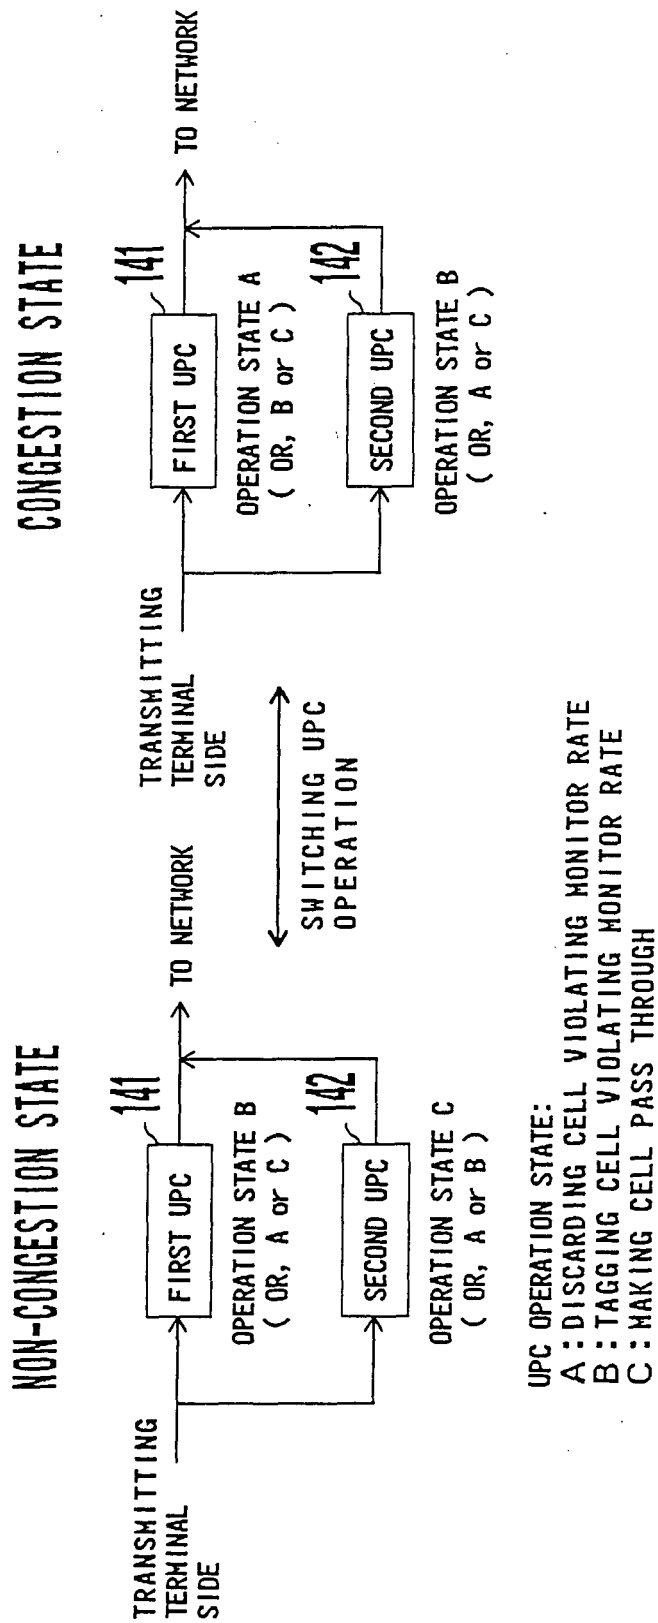 NON-CONGESTION STATE
TRANSMITTING
TERMINAL
SIDE
FIRST UPC
141
TO NETWORK
OPERATION STATE B
( OR, A or C )
SECOND UPC
142
OPERATION STATE C
( OR, A or B )
SWITCHING UPC
OPERATION
CONGESTION STATE
TRANSMITTING
TERMINAL
SIDE
FIRST UPC
141
TO NETWORK
OPERATION STATE A
( OR, B or C )
SECOND UPC
142
OPERATION STATE B
( OR, A or C )
UPC OPERATION STATE:
A : DISCARDING CELL VIOLATING MONITOR RATE
B : TAGGING CELL VIOLATING MONITOR RATE
C : MAKING CELL PASS THROUGH